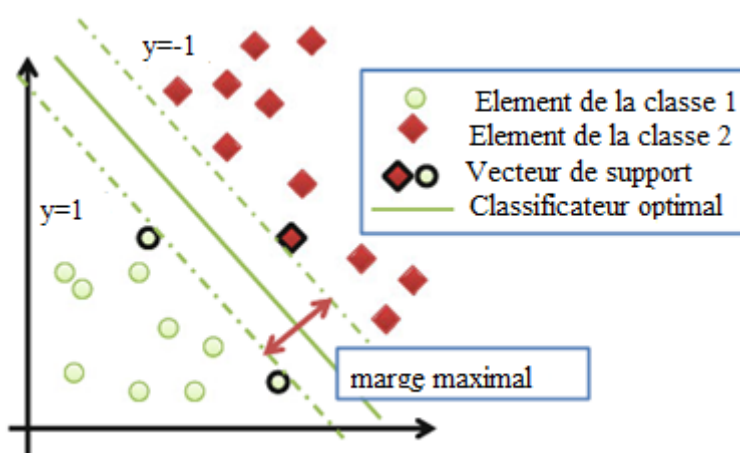 y=-1
Element de la classe 1
Element de la classe 2
Vecteur de support
Classificateur optimal
y=1
marge maximal